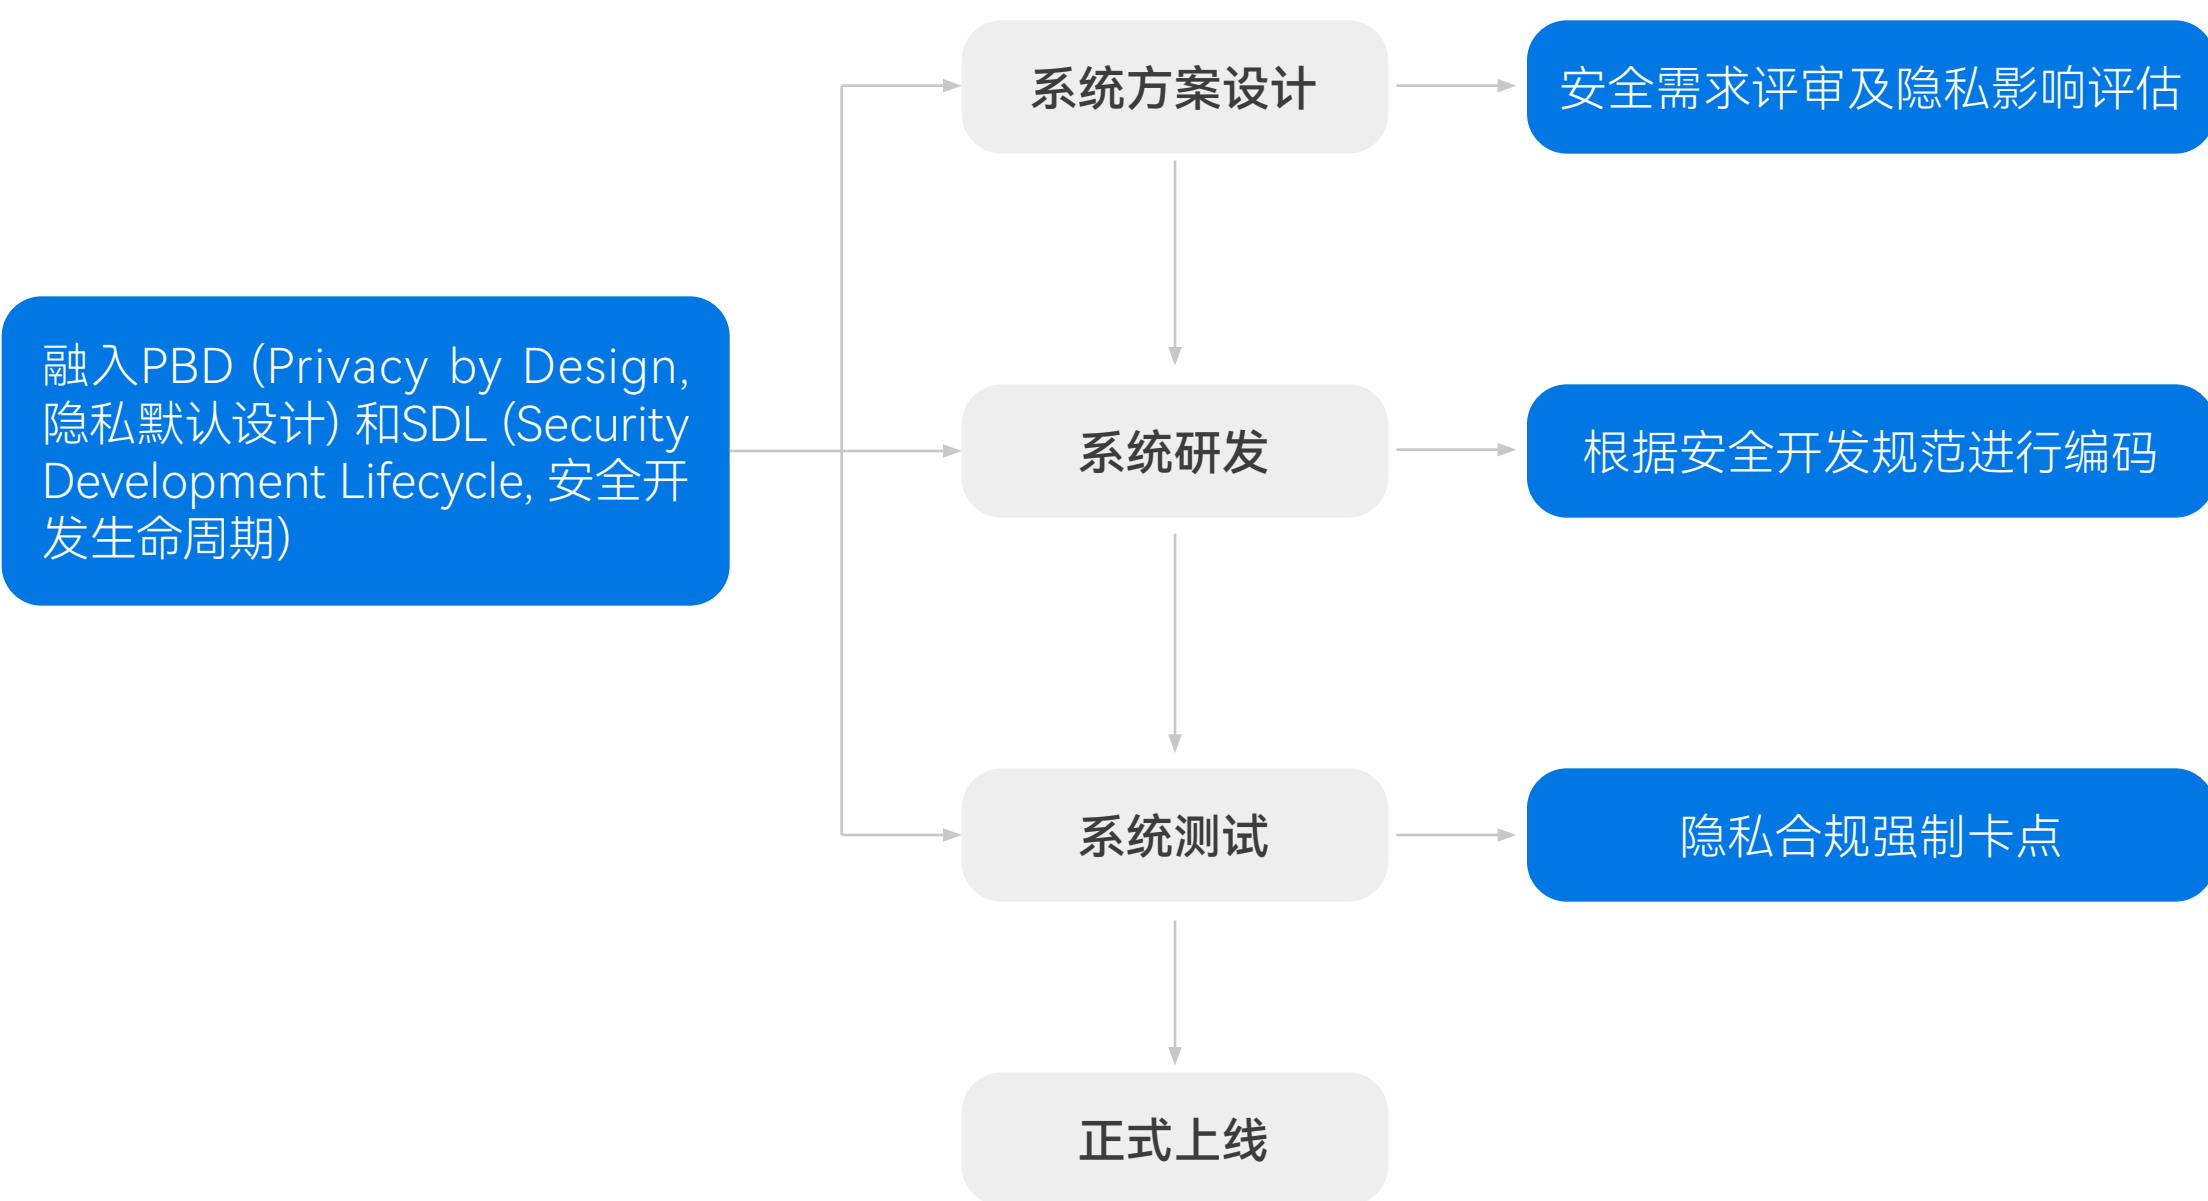 系统方案设计
安全需求评审及隐私影响评估
融入PBD (Privacy by Design,
隐私默认设计) 和SDL (Security
Development Lifecycle, 安全开
发生命周期)
系统研发
根据安全开发规范进行编码
系统测试
隐私合规强制卡点
正式上线